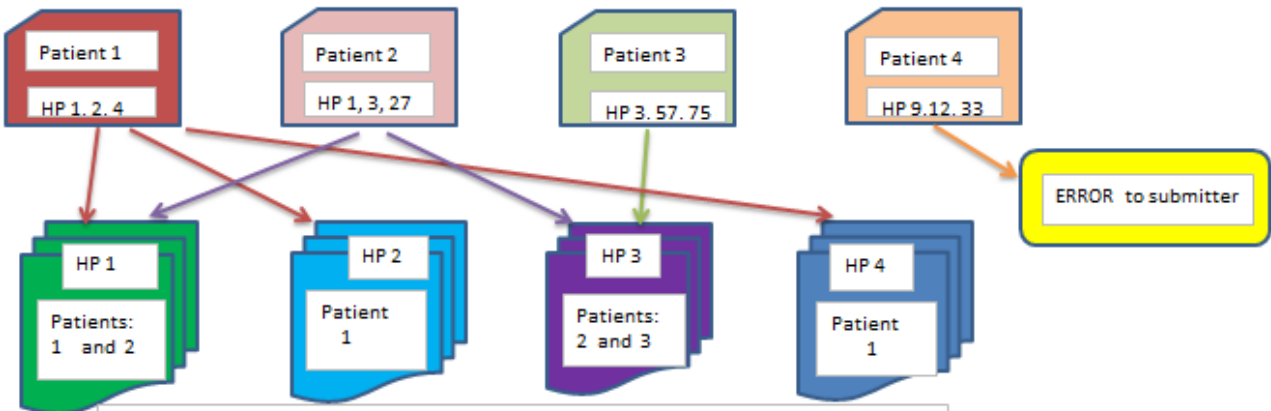 Patient 1
HP 1, 2, 4
Patient 2
HP 1, 3, 27
Patient 3
HP 3, 57, 75
Patient 4
HP 9,12, 33
ERROR to submitter
HP 1
Patients:
1 and 2
HP 2
Patient
1
HP 3
Patients:
2 and 3
HP 4
Patient
1